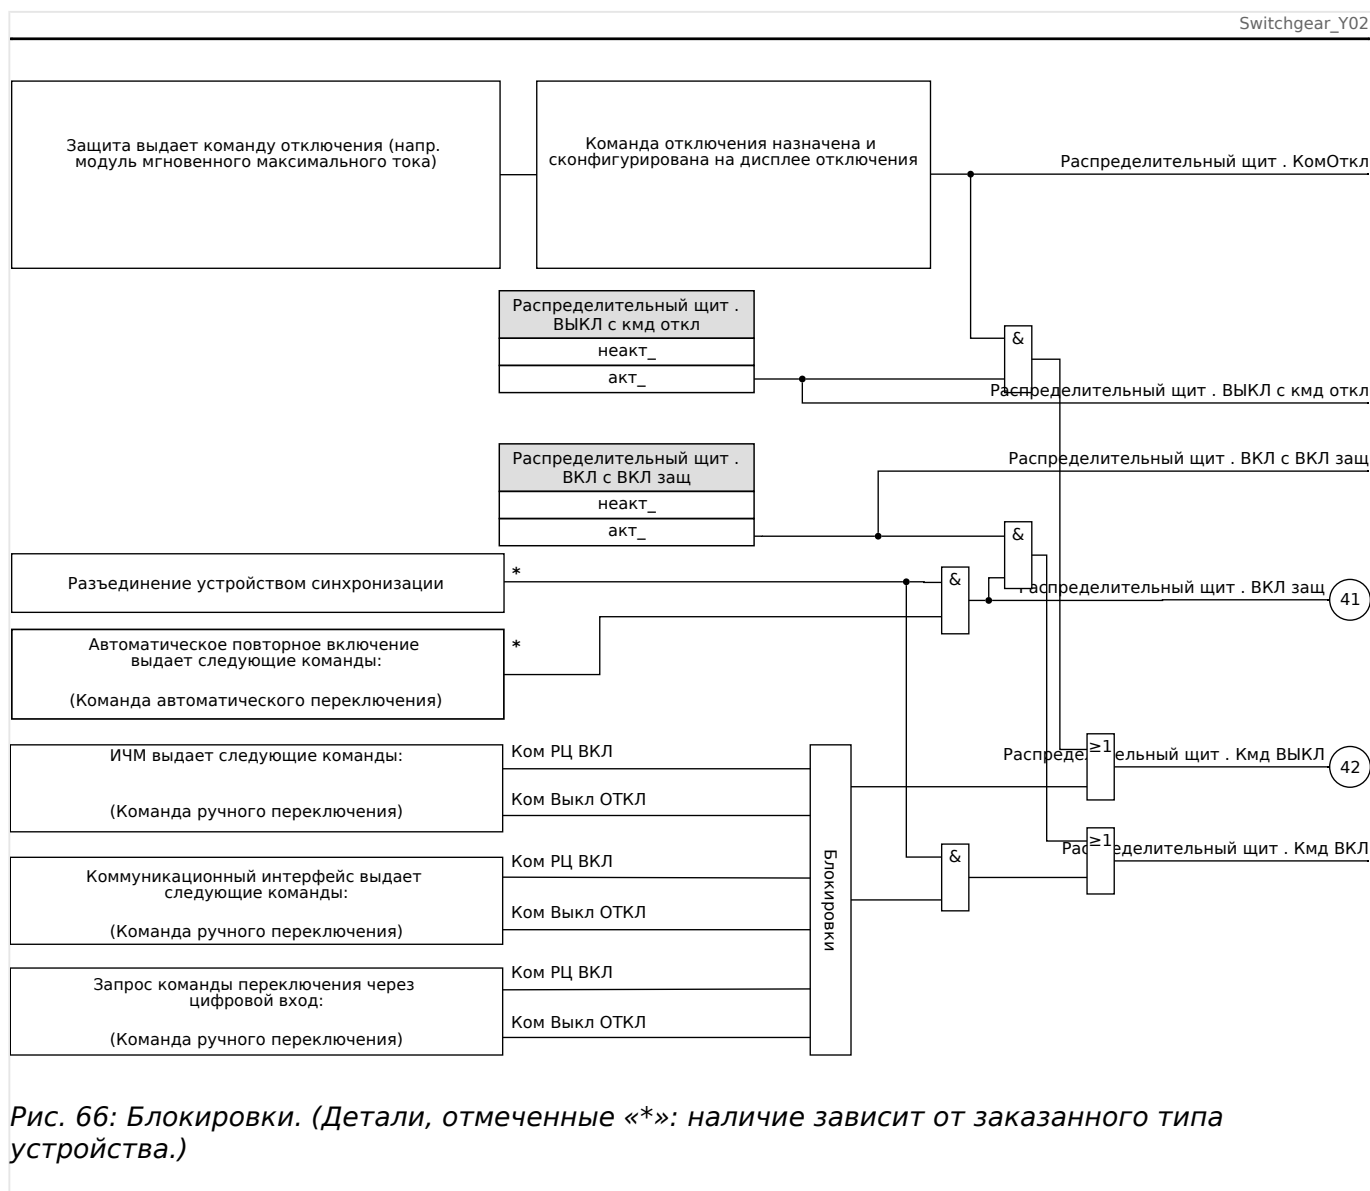 Switchgear_Y02
Защита выдает команду отключения (напр.
модуль мгновенного максимального тока)
Команда отключения назначена и
сконфигурирована на дисплее отключения
Распределительный щит . КомОткл
Распределительный щит .
ВЫКЛ с кмд откл
неакт_
акт_
&
Распределительный щит . ВЫКЛ с кмд откл
Распределительный щит .
ВКЛ с ВКЛ защ
неакт_
акт_
Распределительный щит . ВКЛ с ВКЛ защ
&
Разъединение устройством синхронизации
*
&
Распределительный щит . ВКЛ защ
41
Автоматическое повторное включение
выдает следующие команды:
(Команда автоматического переключения)
*
ИЧМ выдает следующие команды:
(Команда ручного переключения)
Ком РЦ ВКЛ
Ком Выкл ОТКЛ
≥1
Распределительный щит . Кмд ВЫКЛ
42
Коммуникационный интерфейс выдает
следующие команды:
(Команда ручного переключения)
Ком РЦ ВКЛ
Ком Выкл ОТКЛ
Блокировки
&
≥1
Распределительный щит . Кмд ВКЛ
Запрос команды переключения через
цифровой вход:
(Команда ручного переключения)
Ком РЦ ВКЛ
Ком Выкл ОТКЛ
Рис. 66: Блокировки. (Детали, отмеченные «*»: наличие зависит от заказанного типа
устройства.)